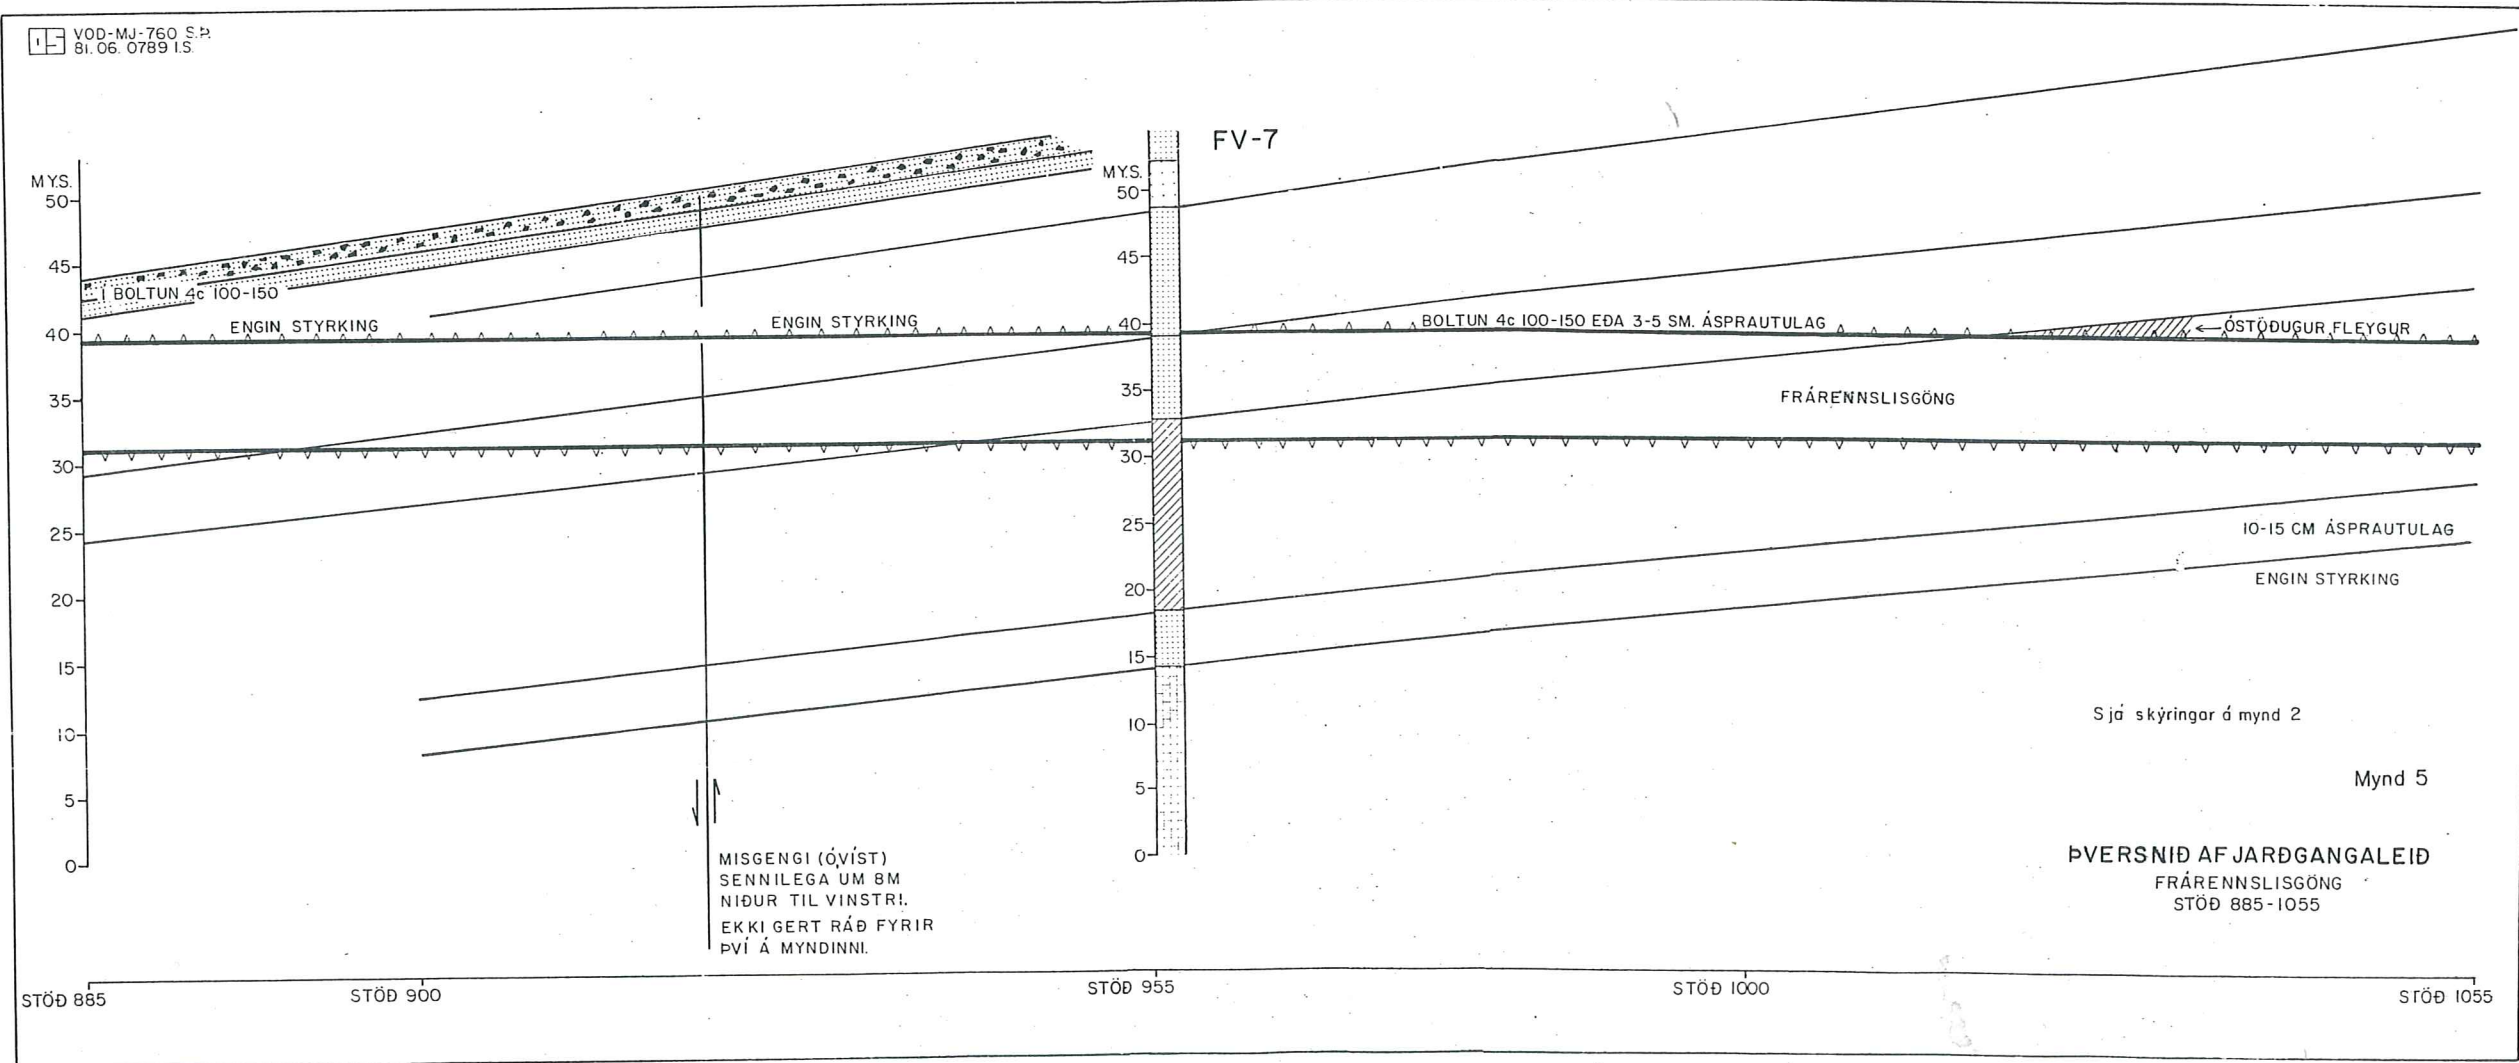 VOD-MJ-760 S.Þ.
81.06.0789 I.S.
FV-7
M.Y.S.
50
45
40
35
30
25
20
15
10
5
0
M.Y.S.
50
45
40
35
30
25
20
15
10
5
0
1 BOLTUN 4c 100-150
ENGIN STYRKING
ENGIN STYRKING
BOLTUN 4c 100-150 EÐA 3-5 SM. ÁSPRAUTULAG
ÓSTÖÐUGUR FLEYGUR
FRÁRENNSLISGÖNG
10-15 CM ÁSPRAUTULAG
ENGIN STYRKING
Sjá skýringar á mynd 2
Mynd 5
ÞVERSNIÐ AF JARÐGANGALEIÐ
FRÁRENNSLISGÖNG
STÖÐ 885-1055
MISGENGI (ÓVÍST)
SENNILEGA UM 8M
NIÐUR TIL VINSTRI.
EKKI GERT RÁÐ FYRIR
ÞVÍ Á MYNDINNI.
STÖÐ 885
STÖÐ 900
STÖÐ 955
STÖÐ 1000
STÖÐ 1055